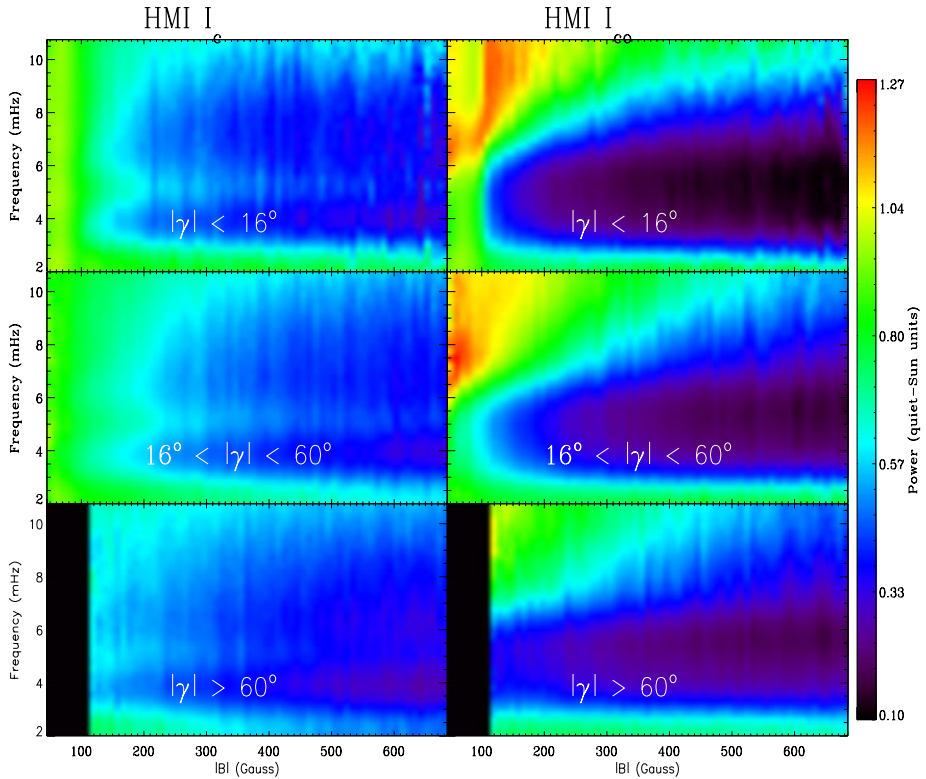 HMI I_c HMI I_co
10
8
6
4
2
Frequency (mHz)
|γ| < 16°
|γ| < 16°
10
8
6
4
2
Frequency (mHz)
16° < |γ| < 60°
16° < |γ| < 60°
10
8
6
4
2
Frequency (mHz)
|γ| > 60°
|γ| > 60°
100 200 300 400 500 600
100 200 300 400 500 600
|B| (Gauss)
|B| (Gauss)
1.27
1.04
0.80
0.57
0.33
0.10
Power (quiet-Sun units)